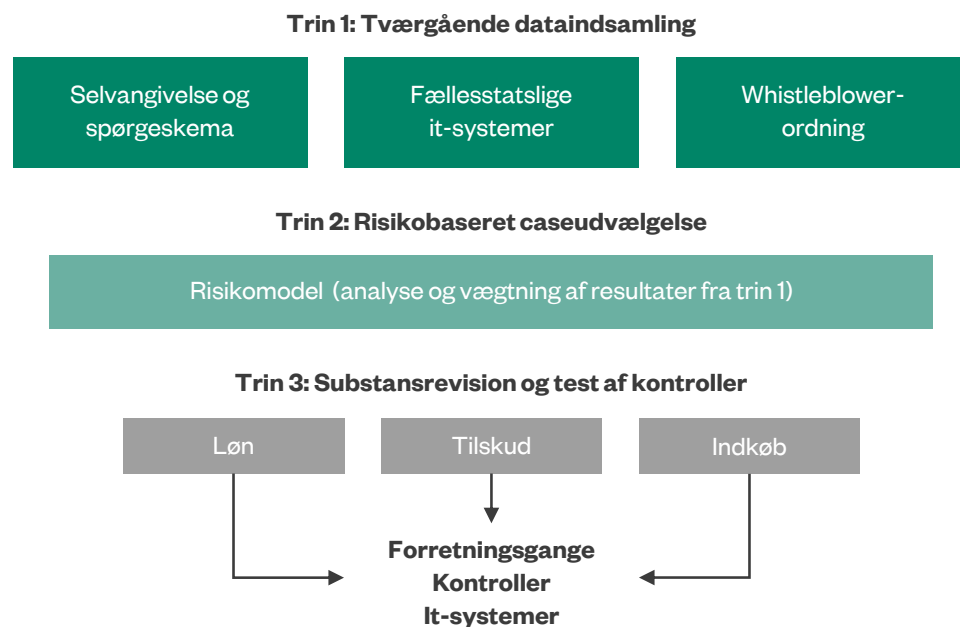 Trin 1: Tværgående dataindsamling
Selvangivelse og
spørgeskema
Fællesstatslige
it-systemer
Whistleblower-
ordning
Trin 2: Risikobaseret caseudvælgelse
Risikomodel (analyse og vægtning af resultater fra trin 1)
Trin 3: Substansrevision og test af kontroller
Løn
Tilskud
Indkøb
Forretningsgange
Kontroller
It-systemer